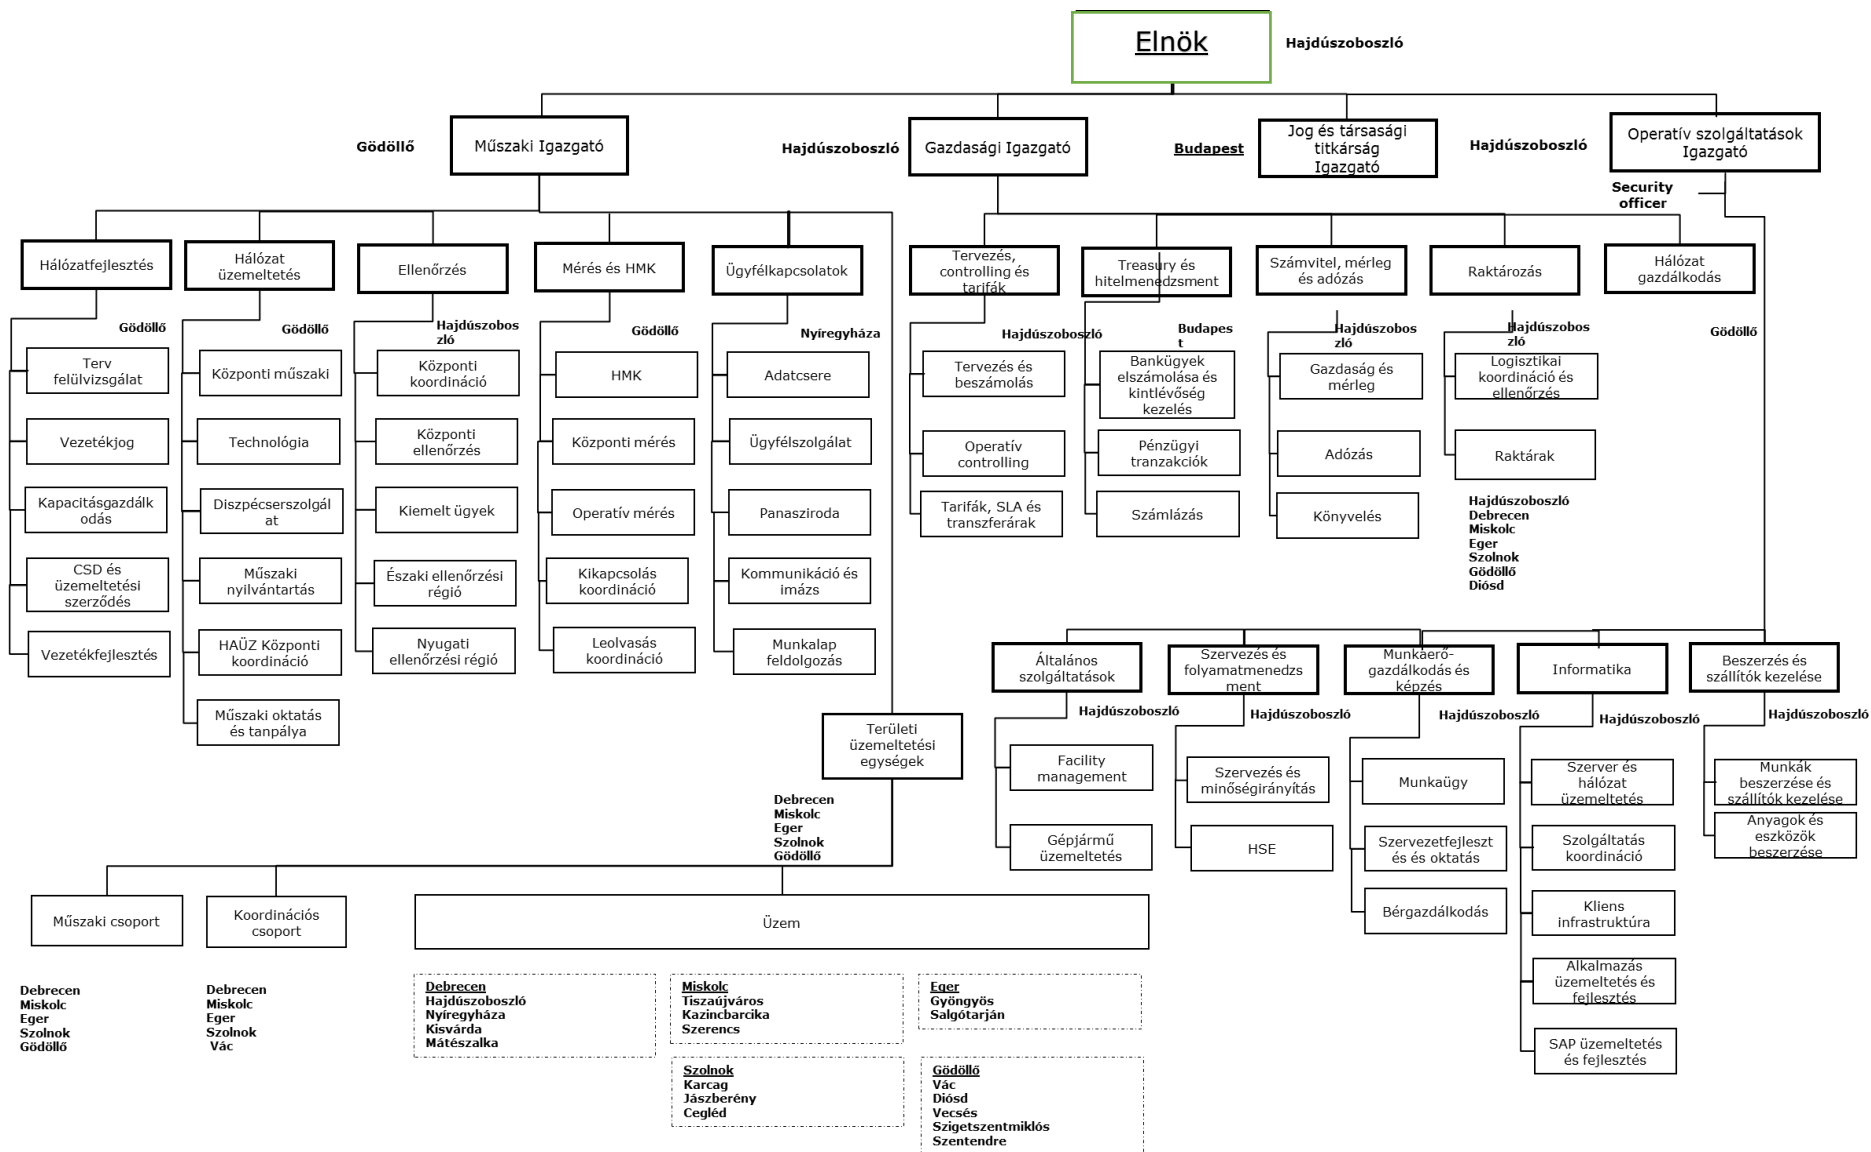 Elnök
Hajdúszoboszló
Gödöllő
Műszaki Igazgató
Hajdúszoboszló
Gazdasági Igazgató
Budapest
Jog és társasági
titkárság
Igazgató
Hajdúszoboszló
Operatív szolgáltatások
Igazgató
Security
officer
Hálózatfejlesztés
Hálózat
üzemeltetés
Ellenőrzés
Mérés és HMK
Ügyfélkapcsolatok
Tervezés,
controlling és
tarifák
Treasury és
hitelmenedzsment
Számvitel, mérleg
és adózás
Raktározás
Hálózat
gazdálkodás
Gödöllő
Terv
felülvizsgálat
Vezetékjog
Kapacitásgazdálk
odás
CSD és
üzemeltetési
szerződés
Vezetékfejlesztés
Gödöllő
Központi műszaki
Technológia
Diszpécserszolgál
at
Műszaki
nyilvántartás
HAÜZ Központi
koordináció
Műszaki oktatás
és tanpálya
Hajdúszobos
zló
Központi
koordináció
Központi
ellenőrzés
Kiemelt ügyek
Északi ellenőrzési
régió
Nyugati
ellenőrzési régió
Gödöllő
HMK
Központi mérés
Operatív mérés
Kikapcsolás
koordináció
Leolvasás
koordináció
Nyíregyháza
Adatcsere
Ügyfélszolgálat
Panasziroda
Kommunikáció és
imázs
Munkalap
feldolgozás
Hajdúszoboszló
Tervezés és
beszámolás
Operatív
controlling
Tarifák, SLA és
transzferárak
Budapes
t
Bankügyek
elszámolása és
kintlévőség
kezelés
Pénzügyi
tranzakciók
Számlázás
Hajdúszobos
zló
Gazdaság és
mérleg
Adózás
Könyvelés
Hajdúszobos
zló
Logisztikai
koordináció és
ellenőrzés
Raktárak
Hajdúszoboszló
Debrecen
Miskolc
Eger
Szolnok
Gödöllő
Diósd
Gödöllő
Általános
szolgáltatások
Szervezés és
folyamatmenedzs
ment
Munkaerő-
gazdálkodás és
képzés
Informatika
Beszerzés és
szállítók kezelése
Hajdúszoboszló
Facility
management
Gépjármű
üzemeltetés
Hajdúszoboszló
Szervezés és
minőségirányítás
HSE
Hajdúszoboszló
Munkaügy
Szervezetfejleszt
és és oktatás
Bérgazdálkodás
Hajdúszoboszló
Szerver és
hálózat
üzemeltetés
Szolgáltatás
koordináció
Kliens
infrastruktúra
Alkalmazás
üzemeltetés és
fejlesztés
SAP üzemeltetés
és fejlesztés
Hajdúszoboszló
Munkák
beszerzése és
szállítók kezelése
Anyagok és
eszközök
beszerzése
Területi
üzemeltetési
egységek
Debrecen
Miskolc
Eger
Szolnok
Gödöllő
Műszaki csoport
Koordinációs
csoport
Üzem
Debrecen
Miskolc
Eger
Szolnok
Gödöllő
Debrecen
Miskolc
Eger
Szolnok
Vác
Debrecen
Hajdúszoboszló
Nyíregyháza
Kisvárda
Mátészalka
Miskolc
Tiszaújváros
Kazincbarcika
Szerencs
Eger
Gyöngyös
Salgótarján
Szolnok
Karcag
Jászberény
Cegléd
Gödöllő
Vác
Diósd
Vecsés
Szigetszentmiklós
Szentendre